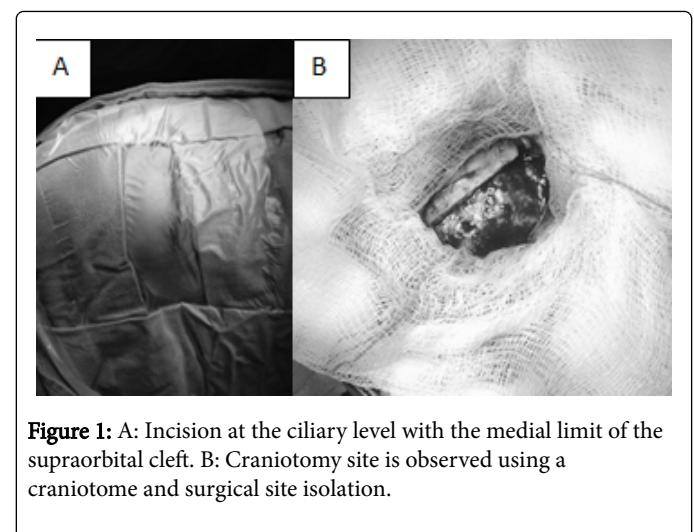 A
B
Figure 1: A: Incision at the ciliary level with the medial limit of the
supraorbital cleft. B: Craniotomy site is observed using a
craniotome and surgical site isolation.